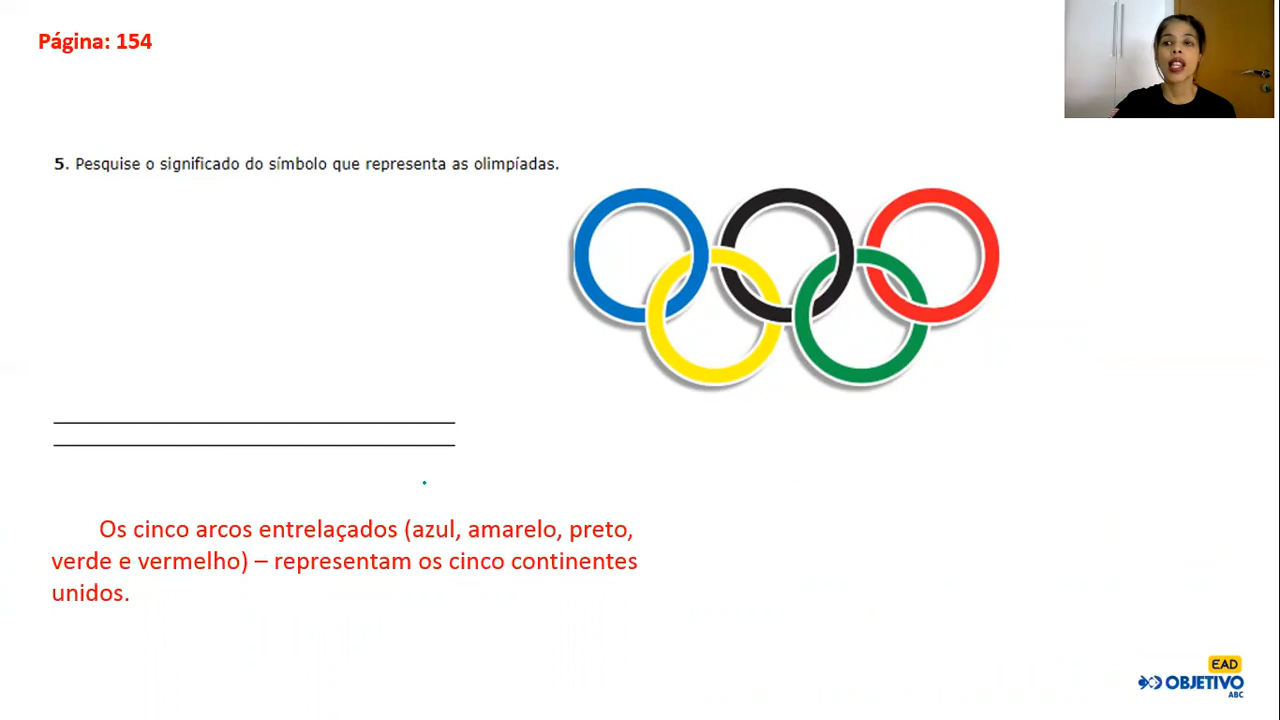 Página: 154
5. Pesquise o significado do símbolo que representa as olimpíadas.
Os cinco arcos entrelaçados (azul, amarelo, preto,
verde e vermelho) – representam os cinco continentes
unidos.
EAD
OBJETIVO
ABC